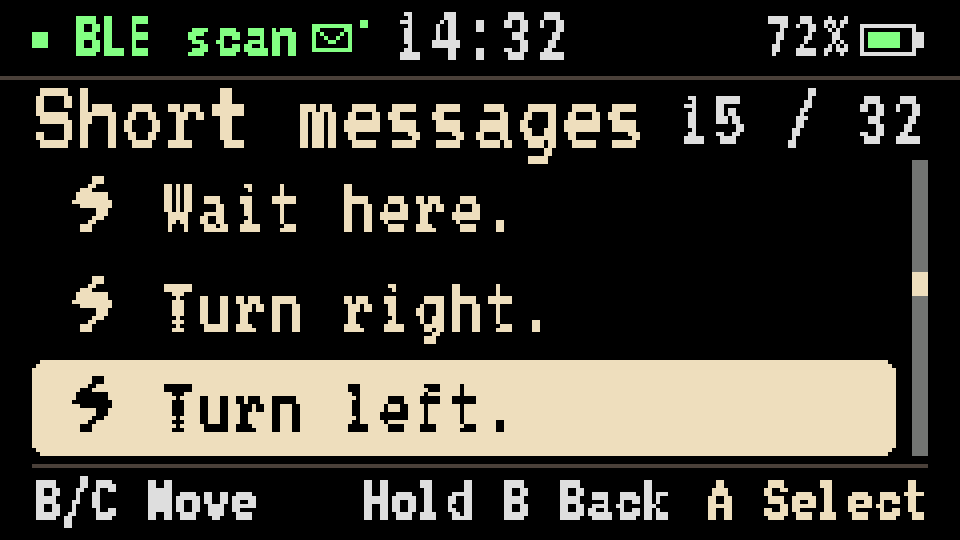 BLE scan 14:32 72%
Short messages 15 / 32
Wait here.
Turn right.
Turn left.
B/C Move Hold B Back A Select